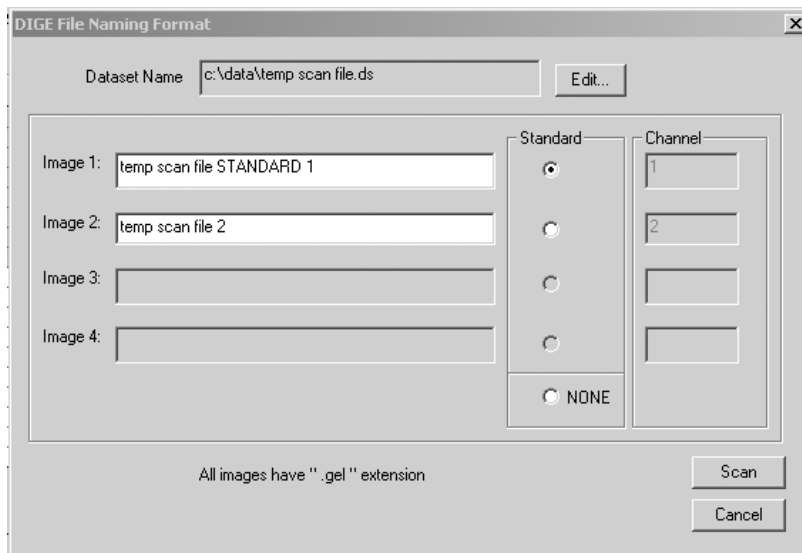 DIGE File Naming Format
Dataset Name c:\data\temp scan file.ds Edit...
Standard Channel
Image 1: temp scan file STANDARD 1 1
Image 2: temp scan file 2 2
Image 3:
Image 4:
NONE
All images have " .gel " extension
Scan
Cancel